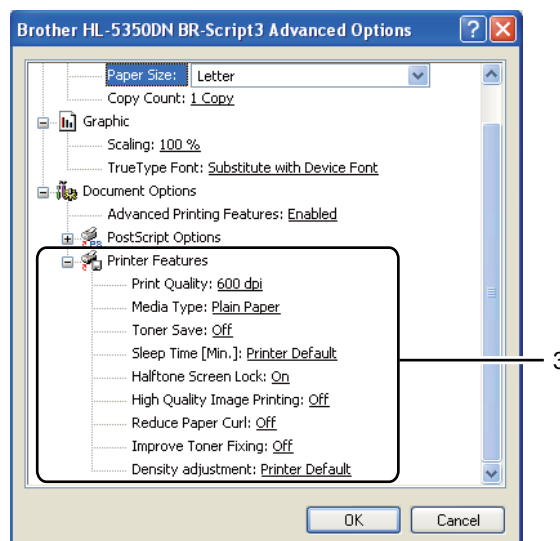 Brother HL-5350DN BR-Script3 Advanced Options
Paper Size: Letter
Copy Count: 1 Copy
Graphic
Scaling: 100 %
TrueType Font: Substitute with Device Font
Document Options
Advanced Printing Features: Enabled
PostScript Options
Printer Features
Print Quality: 600 dpi
Media Type: Plain Paper
Toner Save: Off
Sleep Time [Min.]: Printer Default
3
Halftone Screen Lock: On
High Quality Image Printing: Off
Reduce Paper Curl: Off
Improve Toner Fixing: Off
Density adjustment: Printer Default
OK Cancel